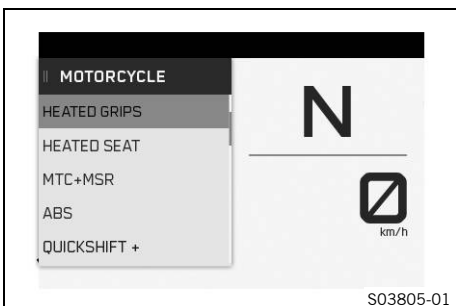 MOTORCYCLE
HEATED GRIPS
HEATED SEAT
MTC+MSR
ABS
QUICKSHIFT +
N
0
km/h
S03805-01